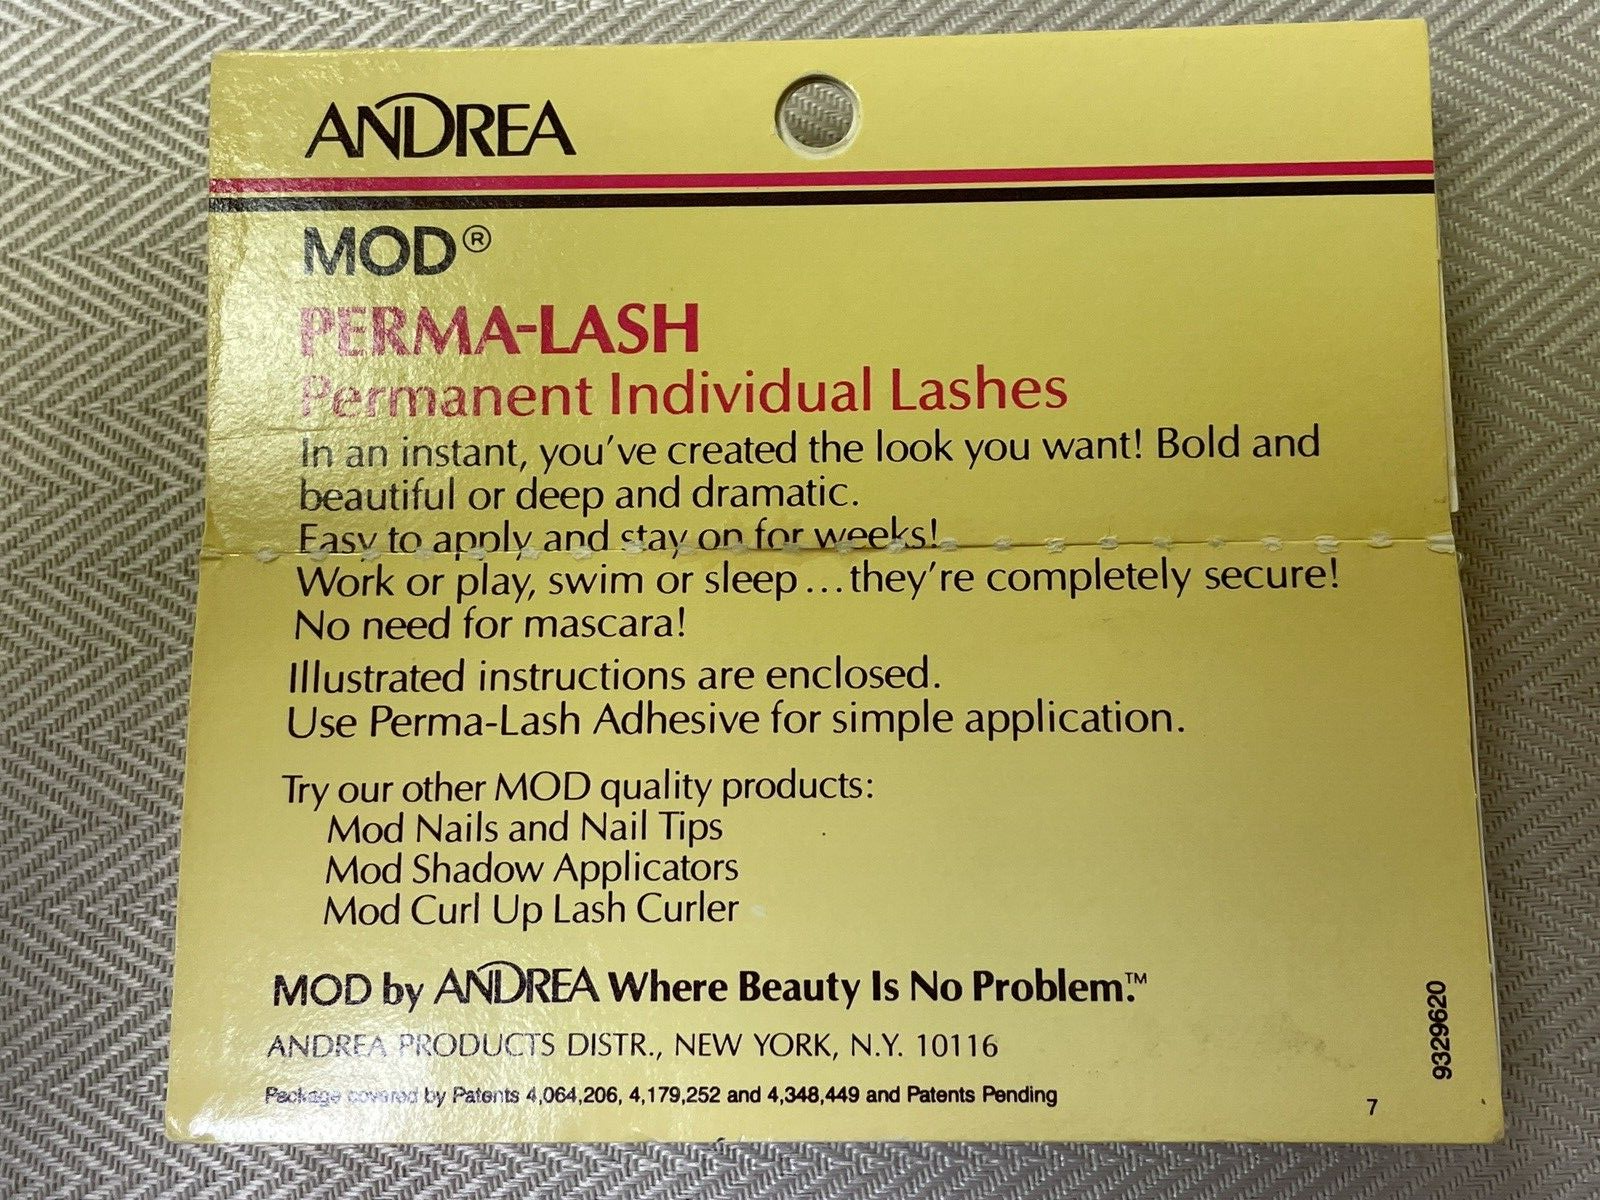 ANDREA
MOD®
PERMA-LASH
Permanent Individual Lashes
In an instant, you've created the look you want! Bold and
beautiful or deep and dramatic.
Easy to apply and stay on for weeks!
Work or play, swim or sleep...they're completely secure!
No need for mascara!
Illustrated instructions are enclosed.
Use Perma-Lash Adhesive for simple application.
Try our other MOD quality products:
Mod Nails and Nail Tips
Mod Shadow Applicators
Mod Curl Up Lash Curler
MOD by ANDREA Where Beauty Is No Problem.™
ANDREA PRODUCTS DISTR., NEW YORK, N.Y. 10116
Package covered by Patents 4,064,206, 4,179,252 and 4,348,449 and Patents Pending
7
9329620